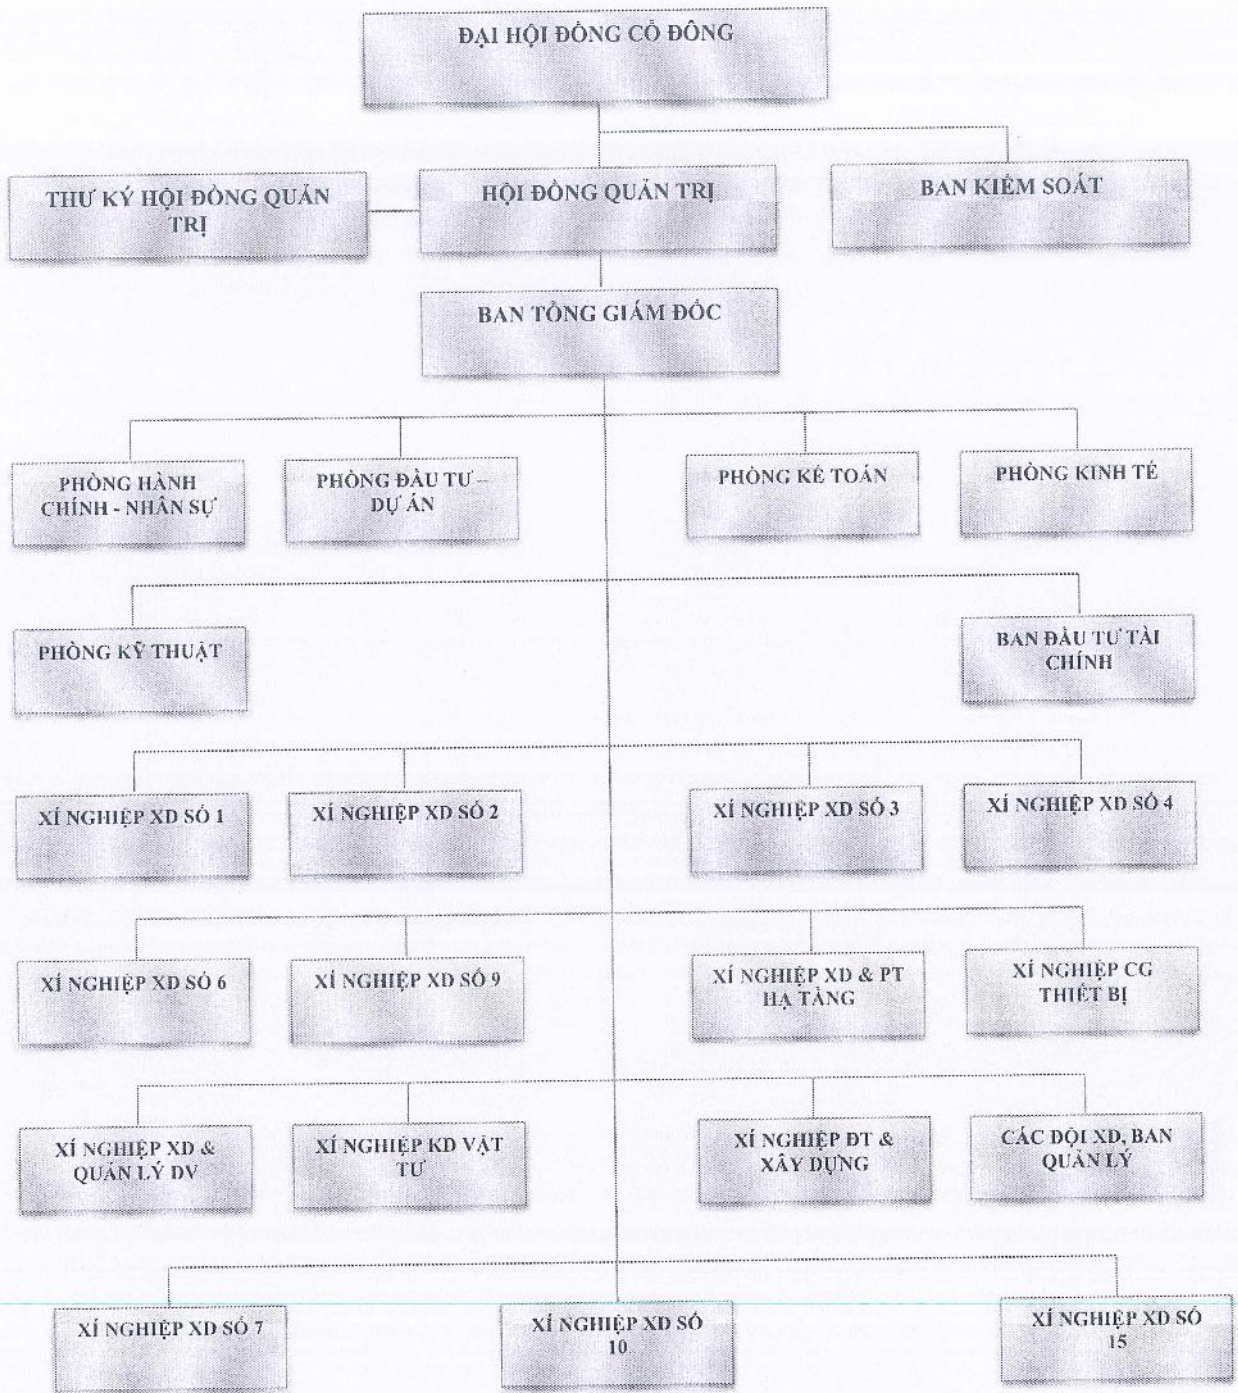 ĐẠI HỘI ĐỒNG CỔ ĐÔNG
THƯ KÝ HỘI ĐỒNG QUẢN
TRỊ
HỘI ĐỒNG QUẢN TRỊ
BAN KIỂM SOÁT
BAN TỔNG GIÁM ĐỐC
PHÒNG HÀNH
CHÍNH - NHÂN SỰ
PHÒNG ĐẦU TƯ –
DỰ ÁN
PHÒNG KẾ TOÁN
PHÒNG KINH TẾ
PHÒNG KỸ THUẬT
BAN ĐẦU TƯ TÀI
CHÍNH
XÍ NGHIỆP XD SỐ 1
XÍ NGHIỆP XD SỐ 2
XÍ NGHIỆP XD SỐ 3
XÍ NGHIỆP XD SỐ 4
XÍ NGHIỆP XD SỐ 6
XÍ NGHIỆP XD SỐ 9
XÍ NGHIỆP XD & PT
HẠ TẦNG
XÍ NGHIỆP CG
THIẾT BỊ
XÍ NGHIỆP XD &
QUẢN LÝ DV
XÍ NGHIỆP KD VẬT
TƯ
XÍ NGHIỆP ĐT &
XÂY DỰNG
CÁC ĐỘI XD, BAN
QUẢN LÝ
XÍ NGHIỆP XD SỐ 7
XÍ NGHIỆP XD SỐ
10
XÍ NGHIỆP XD SỐ
15